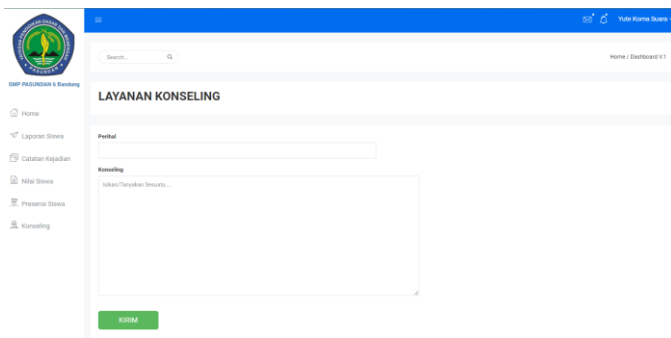 PASUNDAN
SMP PASUNDAN 6 Bandung
Home
Laporan Siswa
Catatan Kejadian
Nilai Siswa
Presensi Siswa
Konseling
Yute Koma Suara
Search...
Home / Dashboard V.1
LAYANAN KONSELING
Perihal
Konseling
Isikan/Tanyakan Sesuatu...
KIRIM